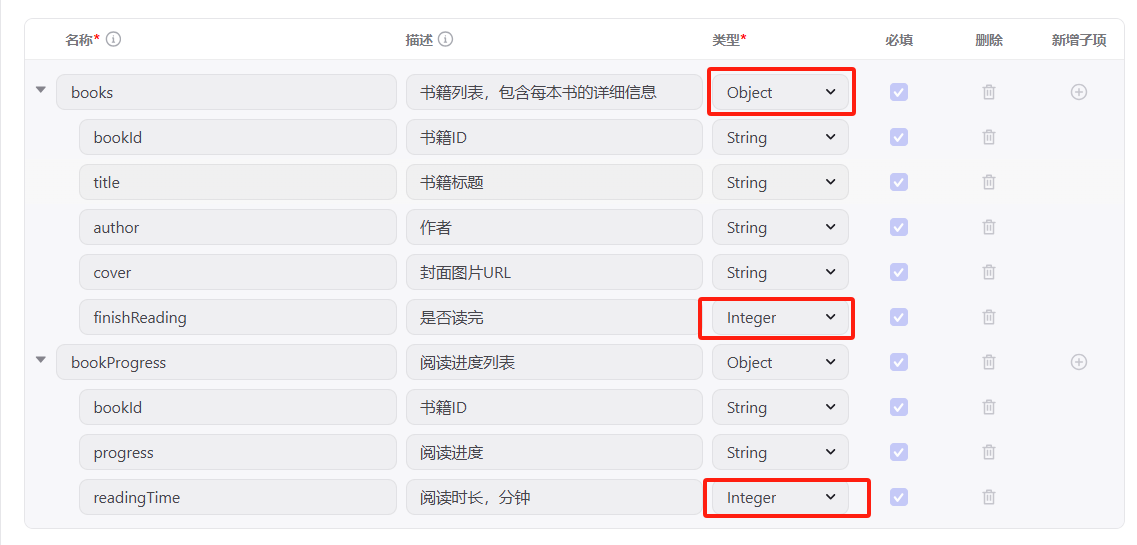 名称* 描述 类型* 必填 删除 新增子项
books 书籍列表，包含每本书的详细信息 Object
bookId 书籍ID String
title 书籍标题 String
author 作者 String
cover 封面图片URL String
finishReading 是否读完 Integer
bookProgress 阅读进度列表 Object
bookId 书籍ID String
progress 阅读进度 String
readingTime 阅读时长，分钟 Integer